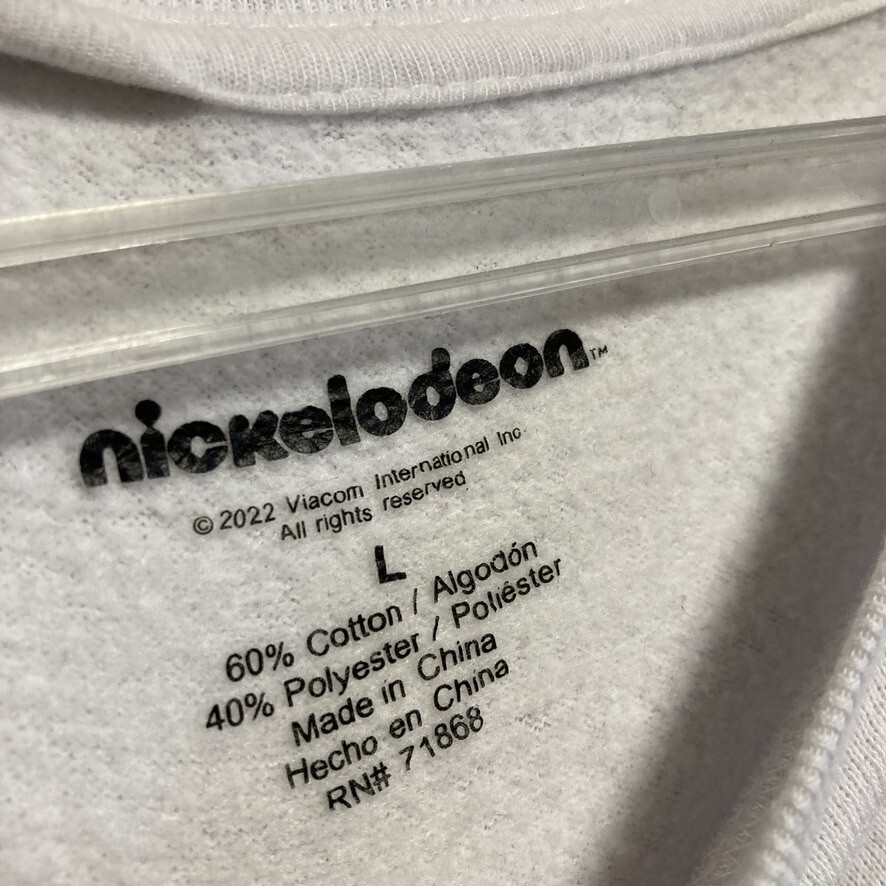 nickelodeon™
© 2022 Viacom International Inc.
All rights reserved
L
60% Cotton / Algodón
40% Polyester / Poliéster
Made in China
Hecho en China
RN# 71868